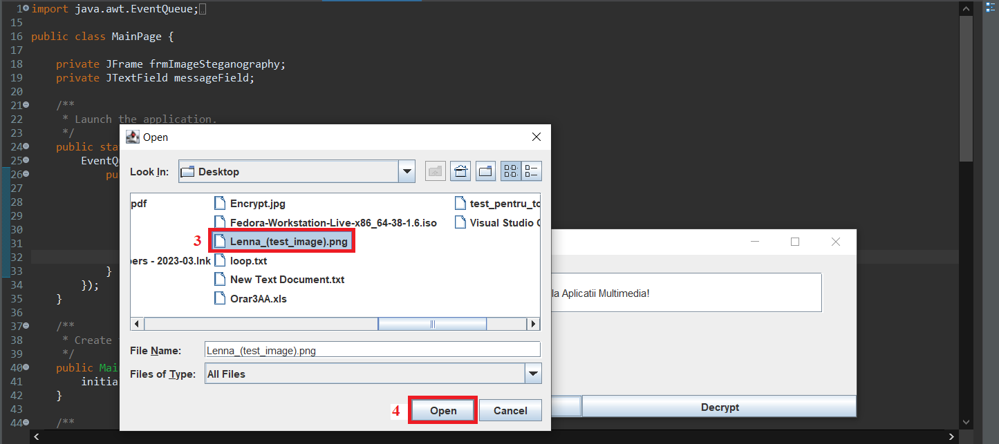 1 import java.awt.EventQueue;
15
16 public class MainPage {
17
18 private JFrame frmImageSteganography;
19 private JTextField messageField;
20
21 /**
22 * Launch the application.
23 */
24 public sta
25 EventQu
26 pu
27
28
29
30
31
32
33 }
34 });
35 }
36
37 /**
38 * Create
39 */
40 public Mai
41 initia
42 }
43
44 /**
Open
Look In: Desktop
pdf
ers - 2023-03.lnk
Encrypt.jpg
Fedora-Workstation-Live-x86_64-38-1.6.iso
3 Lenna_(test_image).png
loop.txt
New Text Document.txt
Orar3AA.xls
test_pentru_to
Visual Studio
File Name: Lenna_(test_image).png
Files of Type: All Files
4 Open Cancel
la Aplicatii Multimedia!
Decrypt